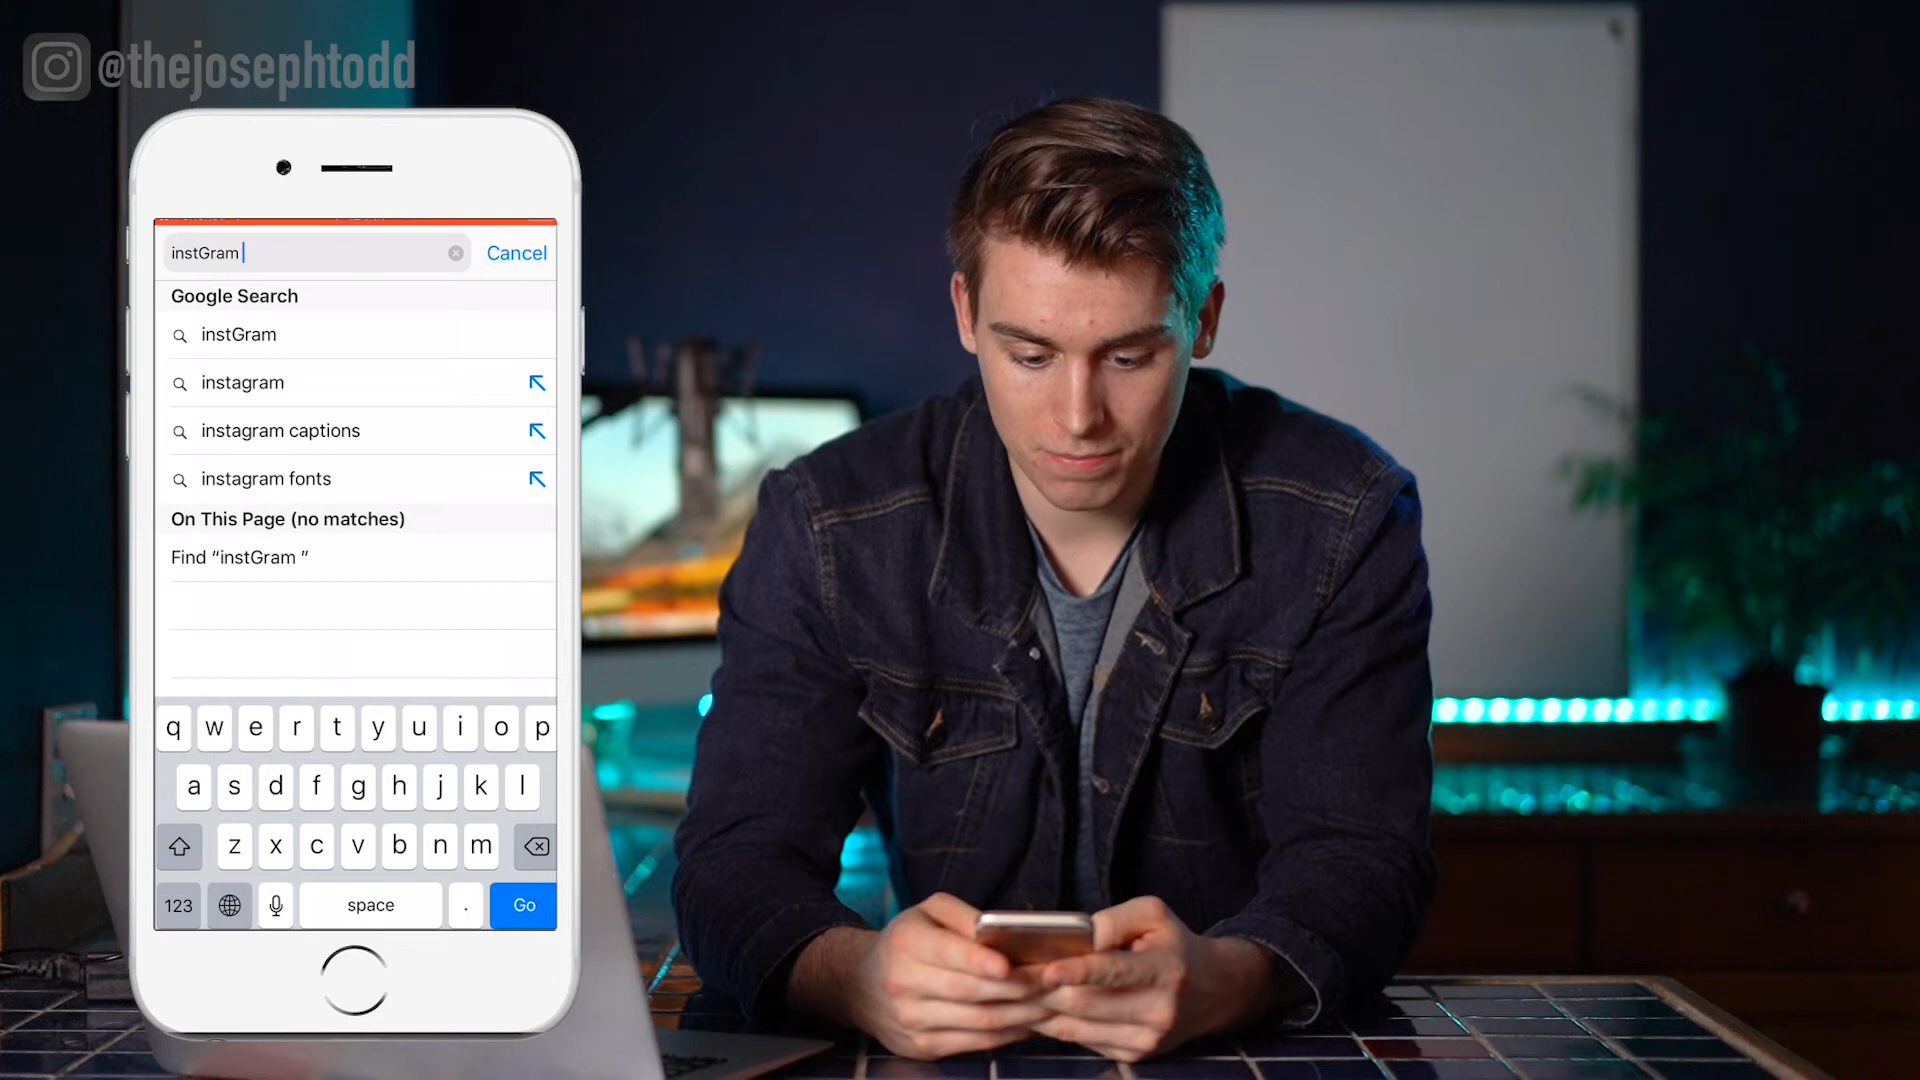 @thejosephtodd
instGram
Cancel
Google Search
instGram
instagram
instagram captions
instagram fonts
On This Page (no matches)
Find “instGram ”
q w e r t y u i o p
a s d f g h j k l
z x c v b n m
123 space . Go